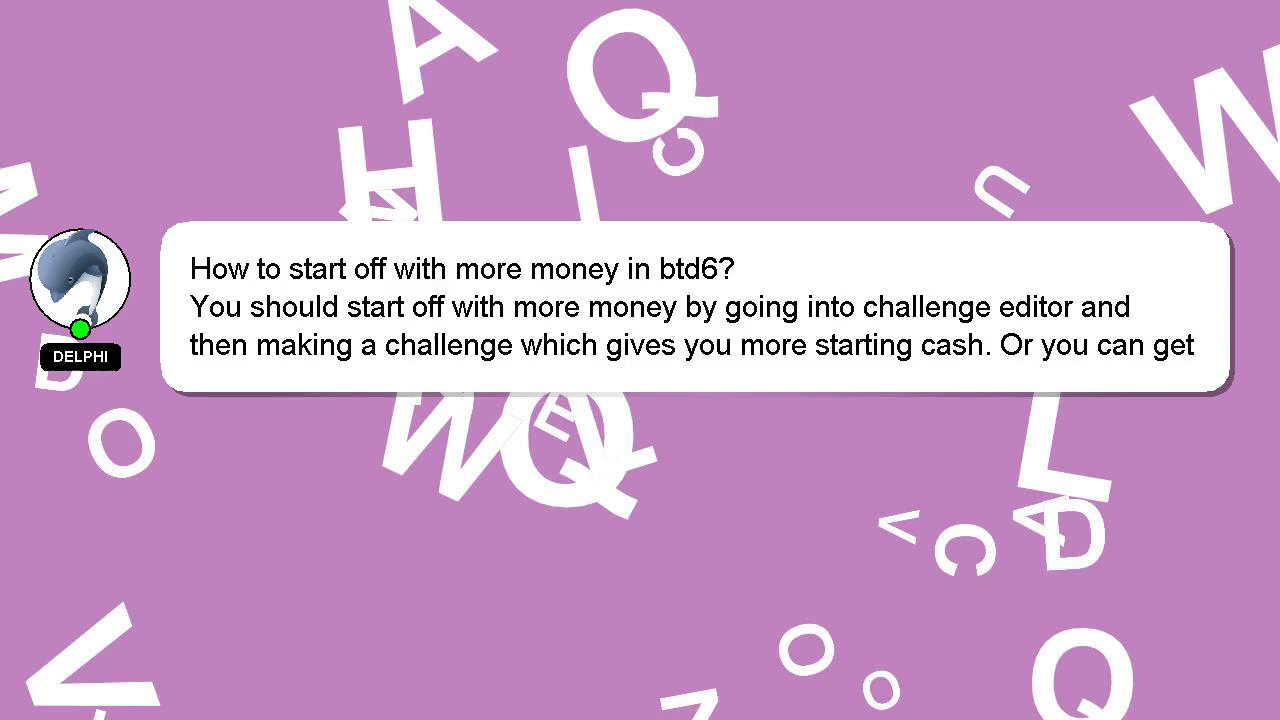 How to start off with more money in btd6?
You should start off with more money by going into challenge editor and
then making a challenge which gives you more starting cash. Or you can get
DELPHI